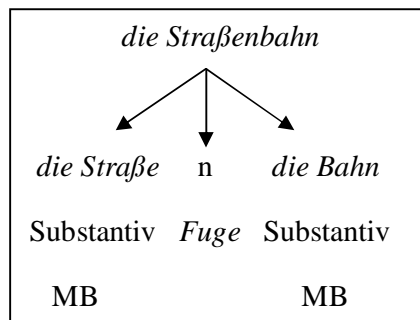 die Straßenbahn
die Straße n die Bahn
Substantiv Fuge Substantiv
MB MB